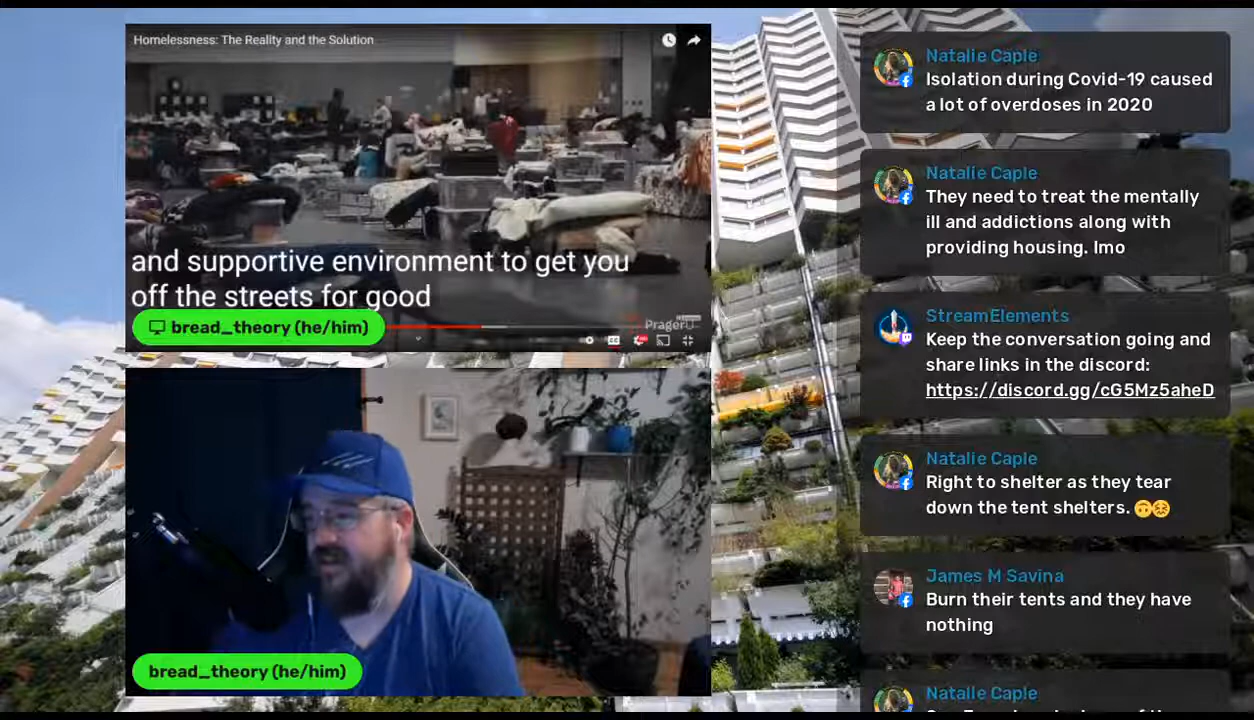 Homelessness: The Reality and the Solution
and supportive environment to get you
off the streets for good
bread_theory (he/him)
PragerU
bread_theory (he/him)
Natalie Caple
Isolation during Covid-19 caused
a lot of overdoses in 2020
Natalie Caple
They need to treat the mentally
ill and addictions along with
providing housing. Imo
StreamElements
Keep the conversation going and
share links in the discord:
https://discord.gg/cG5Mz5aheD
Natalie Caple
Right to shelter as they tear
down the tent shelters. 🙃😖
James M Savina
Burn their tents and they have
nothing
Natalie Caple